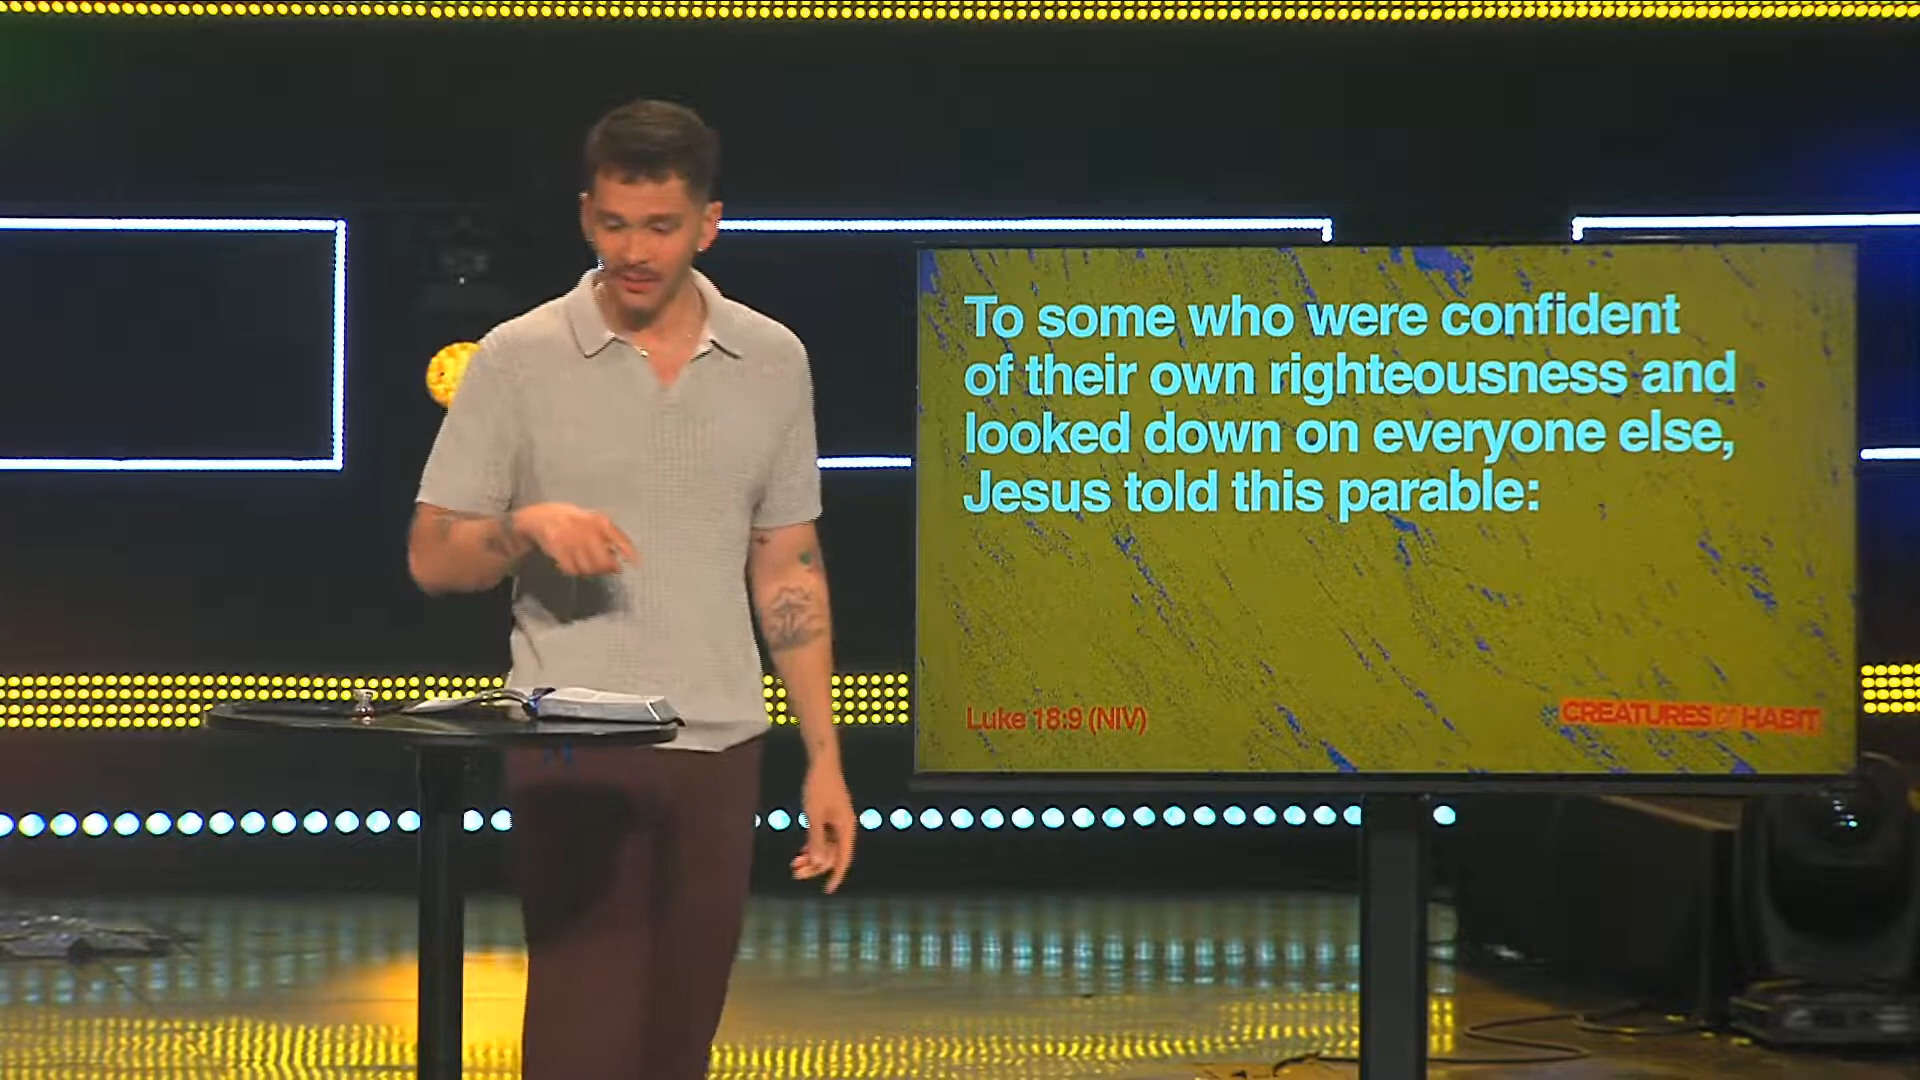 To some who were confident
of their own righteousness and
looked down on everyone else,
Jesus told this parable:
Luke 18:9 (NIV)
CREATURES OF HABIT